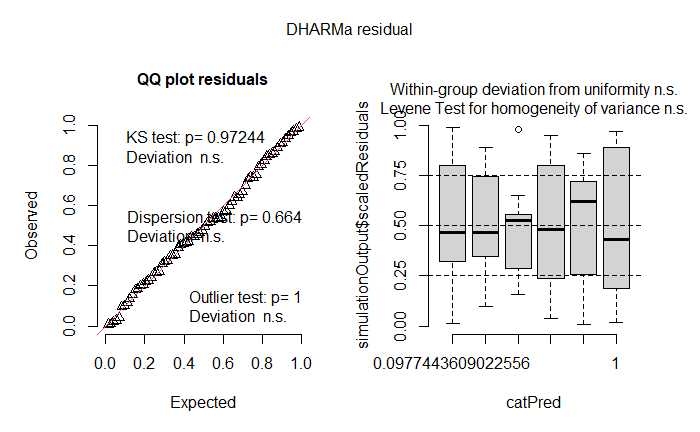 DHARMa residual
QQ plot residuals
KS test: p= 0.97244
Deviation n.s.
Dispersion test: p= 0.664
Deviation n.s.
Outlier test: p= 1
Deviation n.s.
Observed
0.0 0.2 0.4 0.6 0.8 1.0
0.0 0.2 0.4 0.6 0.8 1.0
Expected
Within-group deviation from uniformity n.s.
Levene Test for homogeneity of variance n.s.
simulationOutput$scaledResiduals
0.00 0.25 0.50 0.75 1.00
0.0977443609022556 1
catPred